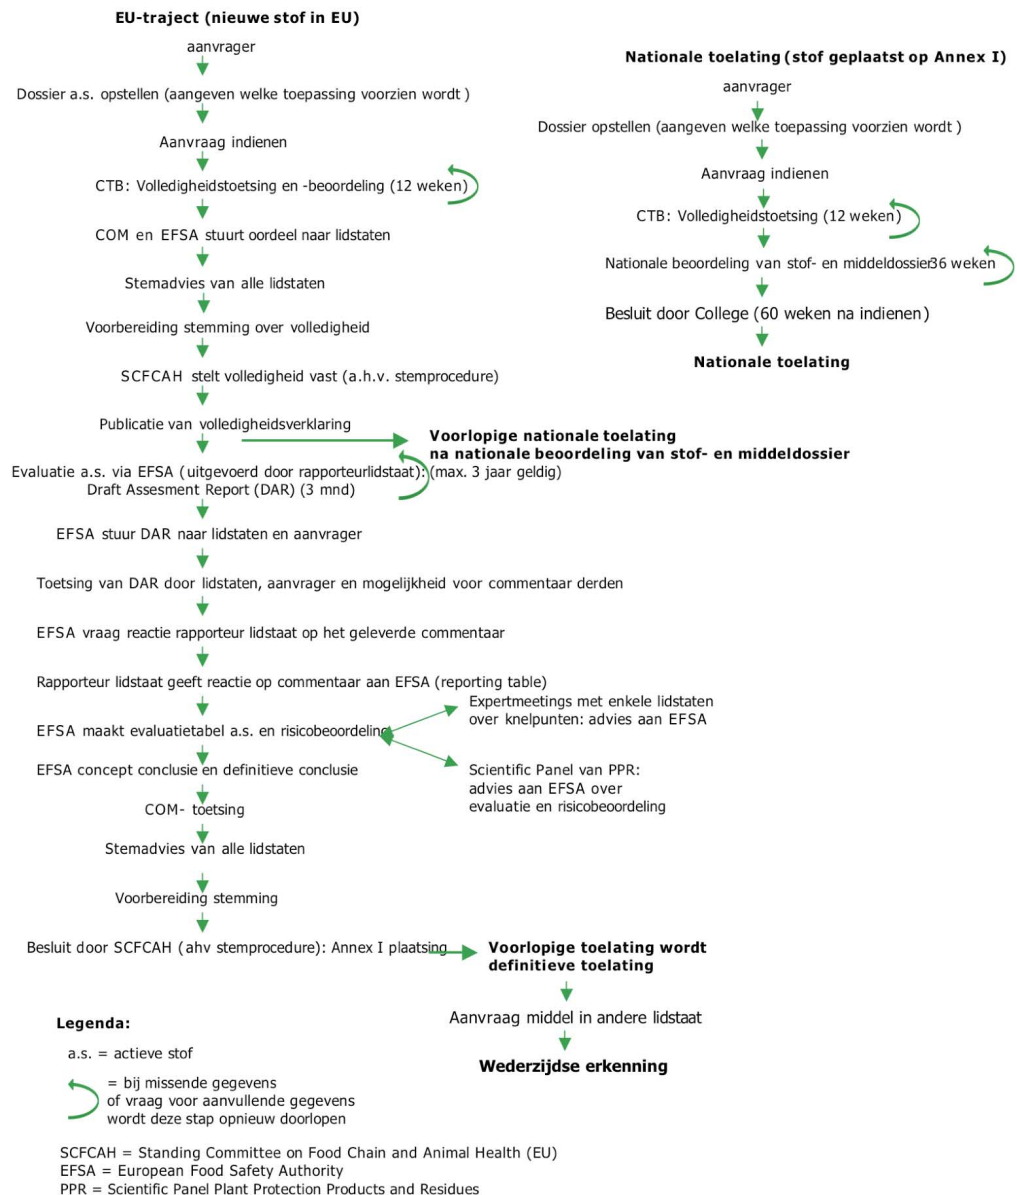 EU-traject (nieuwe stof in EU)
aanvrager
Dossier a.s. opstellen (aangeven welke toepassing voorzien wordt )
Aanvraag indienen
CTB: Volledigheidstoetsing en -beoordeling (12 weken)
COM en EFSA stuurt oordeel naar lidstaten
Stemadvies van alle lidstaten
Voorbereiding stemming over volledigheid
SCFCAH stelt volledigheid vast (a.h.v. stemprocedure)
Publicatie van volledigheidsverklaring
Voorlopige nationale toelating
na nationale beoordeling van stof- en middeldossier
(max. 3 jaar geldig)
Evaluatie a.s. via EFSA (uitgevoerd door rapporteurlidstaat):
Draft Assesment Report (DAR) (3 mnd)
EFSA stuur DAR naar lidstaten en aanvrager
Toetsing van DAR door lidstaten, aanvrager en mogelijkheid voor commentaar derden
EFSA vraag reactie rapporteur lidstaat op het geleverde commentaar
Rapporteur lidstaat geeft reactie op commentaar aan EFSA (reporting table)
EFSA maakt evaluatietabel a.s. en risicobeoordeling
Expertmeetings met enkele lidstaten
over knelpunten: advies aan EFSA
Scientific Panel van PPR:
advies aan EFSA over
evaluatie en risicobeoordeling
EFSA concept conclusie en definitieve conclusie
COM- toetsing
Stemadvies van alle lidstaten
Voorbereiding stemming
Besluit door SCFCAH (ahv stemprocedure): Annex I plaatsing
Voorlopige toelating wordt
definitieve toelating
Aanvraag middel in andere lidstaat
Wederzijdse erkenning
Nationale toelating (stof geplaatst op Annex I)
aanvrager
Dossier opstellen (aangeven welke toepassing voorzien wordt )
Aanvraag indienen
CTB: Volledigheidstoetsing (12 weken)
Nationale beoordeling van stof- en middeldossier36 weken
Besluit door College (60 weken na indienen)
Nationale toelating
Legenda:
a.s. = actieve stof
= bij missende gegevens
of vraag voor aanvullende gegevens
wordt deze stap opnieuw doorlopen
SCFCAH = Standing Committee on Food Chain and Animal Health (EU)
EFSA = European Food Safety Authority
PPR = Scientific Panel Plant Protection Products and Residues